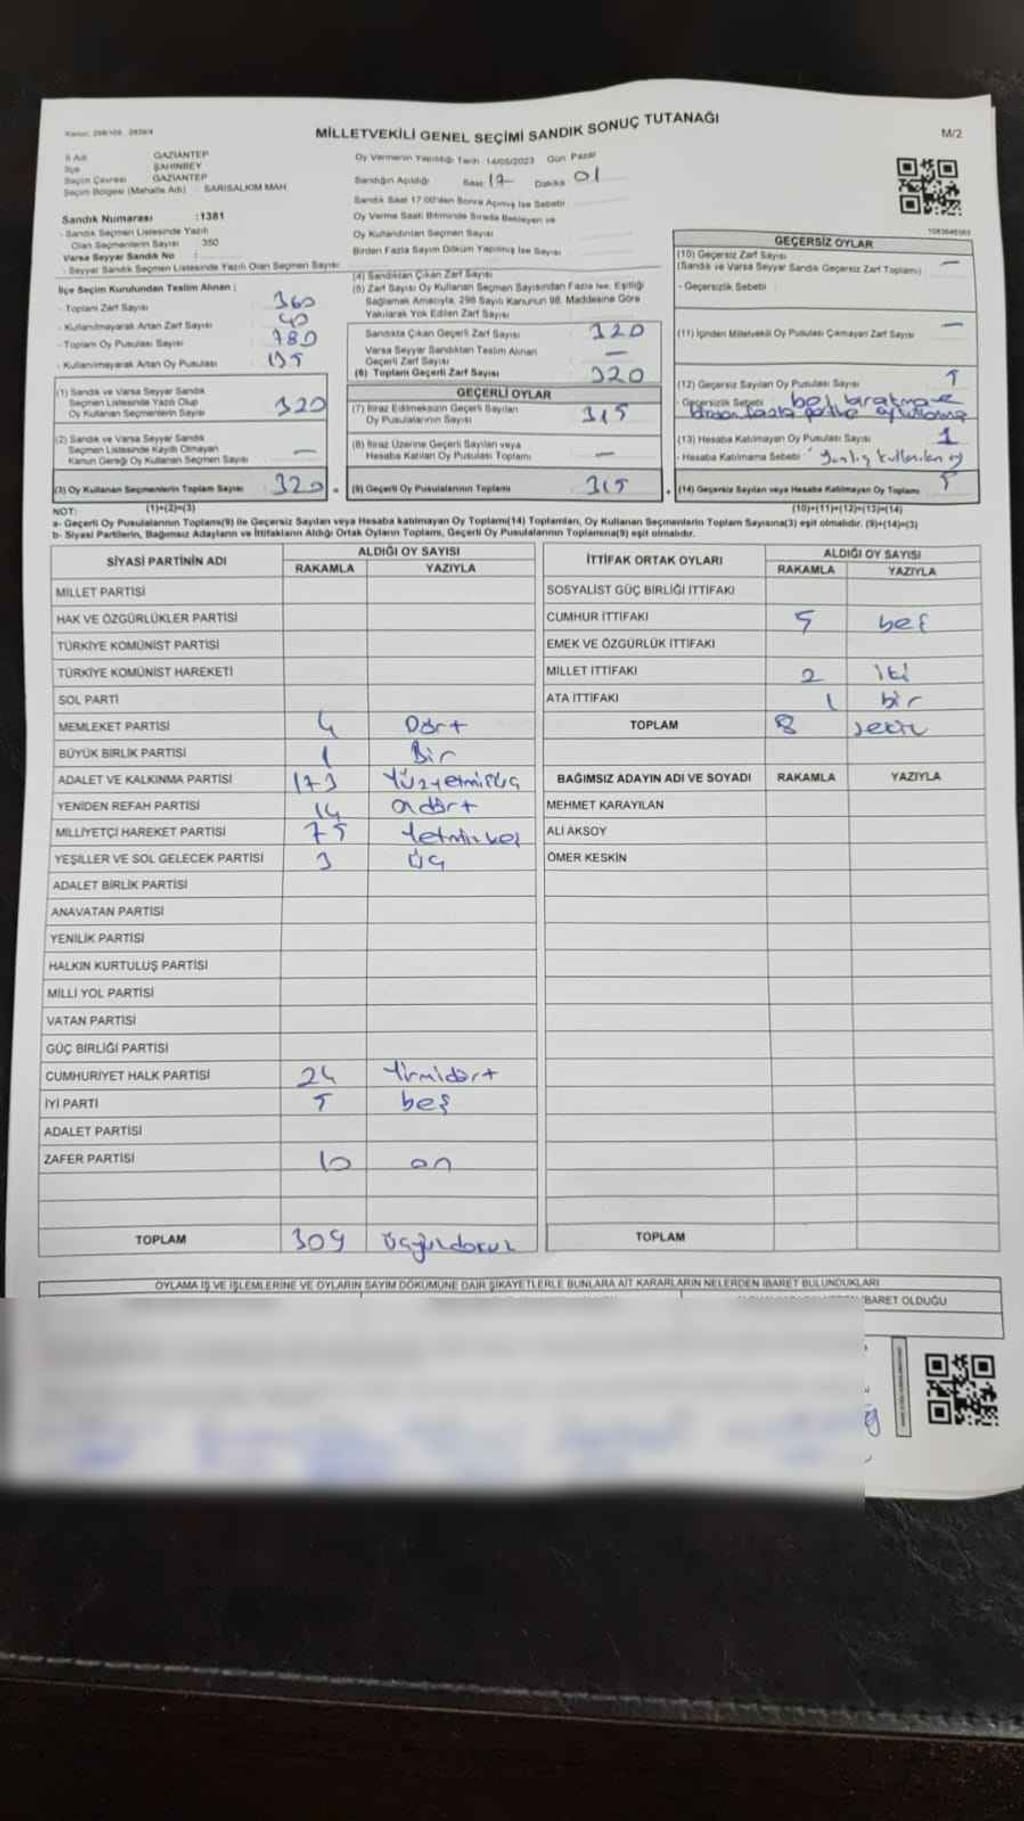 MİLLETVEKİLİ GENEL SEÇİMİ SANDIK SONUÇ TUTANAĞI
M/2
İl Adı GAZİANTEP
İlçe ŞAHİNBEY
Seçim Çevresi GAZİANTEP
Seçim Bölgesi (Mahalle Adı) SARISALKIM MAH
Sandık Numarası :1381
- Sandık Seçmen Listesinde Yazılı
Olan Seçmenlerin Sayısı 350
Varsa Seyyar Sandık No :
- Seyyar Sandık Seçmen Listesinde Yazılı Olan Seçmen Sayısı
İlçe Seçim Kurulundan Teslim Alınan :
- Toplam Zarf Sayısı 360
- Kullanılmayarak Artan Zarf Sayısı 40
- Toplam Oy Pusulası Sayısı
- Kullanılmayarak Artan Oy Pusulası
Oy Vermenin Yapıldığı Tarih 14/05/2023 Gün Pazar
Sandığın Açıldığı Saat 17 Dakika 01
Sandık Saat 17.00'den Sonra Açılmış İse Sebebi
Oy Verme Saati Bitiminde Sırada Bekleyen ve
Oy Kullandırılan Seçmen Sayısı
Birden Fazla Sayım Döküm Yapılmış İse Sayısı
(4) Sandıktan Çıkan Zarf Sayısı
(5) Zarf Sayısı Oy Kullanan Seçmen Sayısından Fazla İse, Eşitliği
Sağlamak Amacıyla, 298 Sayılı Kanunun 98. Maddesine Göre
Yakılarak Yok Edilen Zarf Sayısı
Sandıkta Çıkan Geçerli Zarf Sayısı 320
Varsa Seyyar Sandıktan Teslim Alınan
Geçerli Zarf Sayısı —
(6) Toplam Geçerli Zarf Sayısı 320
GEÇERSİZ OYLAR
(10) Geçersiz Zarf Sayısı —
(Sandık ve Varsa Seyyar Sandık Geçersiz Zarf Toplamı)
- Geçersizlik Sebebi
(11) İçinden Milletvekili Oy Pusulası Çıkmayan Zarf Sayısı —
(12) Geçersiz Sayılan Oy Pusulası Sayısı
- Geçersizlik Sebebi boş bırakma ve
birden fazla partiye oy kullanma
(13) Hesaba Katılmayan Oy Pusulası Sayısı 1
- Hesaba Katılmama Sebebi Yanlış kullanılan oy
(14) Geçersiz Sayılan veya Hesaba Katılmayan Oy Toplamı 5
(10)+(11)+(12)+(13)=(14)
(1) Sandık ve Varsa Seyyar Sandık
Seçmen Listesinde Yazılı Olup
Oy Kullanan Seçmenlerin Sayısı 320
(2) Sandık ve Varsa Seyyar Sandık
Seçmen Listesinde Kayıtlı Olmayan
Kanun Gereği Oy Kullanan Seçmen Sayısı —
(3) Oy Kullanan Seçmenlerin Toplam Sayısı 320
(1)+(2)=(3)
GEÇERLİ OYLAR
(7) İtiraz Edilmeksizin Geçerli Sayılan
Oy Pusulalarının Sayısı 315
(8) İtiraz Üzerine Geçerli Sayılan veya
Hesaba Katılan Oy Pusulası Toplamı —
(9) Geçerli Oy Pusulalarının Toplamı 315
NOT:
a- Geçerli Oy Pusulalarının Toplamı(9) ile Geçersiz Sayılan veya Hesaba katılmayan Oy Toplamı(14) Toplamları, Oy Kullanan Seçmenlerin Toplam Sayısına(3) eşit olmalıdır. (9)+(14)=(3)
b- Siyasi Partilerin, Bağımsız Adayların ve İttifakların Aldığı Ortak Oyların Toplamı, Geçerli Oy Pusulalarının Toplamına(9) eşit olmalıdır.
SİYASİ PARTİNİN ADI ALDIĞI OY SAYISI
RAKAMLA YAZIYLA
MİLLET PARTİSİ
HAK VE ÖZGÜRLÜKLER PARTİSİ
TÜRKİYE KOMÜNİST PARTİSİ
TÜRKİYE KOMÜNİST HAREKETİ
SOL PARTİ
MEMLEKET PARTİSİ 4 Dört
BÜYÜK BİRLİK PARTİSİ 1 Bir
ADALET VE KALKINMA PARTİSİ 173 Yüzyetmişüç
YENİDEN REFAH PARTİSİ 14 ondört
MİLLİYETÇİ HAREKET PARTİSİ 75 Yetmişbeş
YEŞİLLER VE SOL GELECEK PARTİSİ 3 üç
ADALET BİRLİK PARTİSİ
ANAVATAN PARTİSİ
YENİLİK PARTİSİ
HALKIN KURTULUŞ PARTİSİ
MİLLİ YOL PARTİSİ
VATAN PARTİSİ
GÜÇ BİRLİĞİ PARTİSİ
CUMHURİYET HALK PARTİSİ 24 Yirmidört
İYİ PARTİ 5 beş
ADALET PARTİSİ
ZAFER PARTİSİ 10 on
TOPLAM 309 üçyüzdokuz
İTTİFAK ORTAK OYLARI ALDIĞI OY SAYISI
RAKAMLA YAZIYLA
SOSYALİST GÜÇ BİRLİĞİ İTTİFAKI
CUMHUR İTTİFAKI 5 beş
EMEK VE ÖZGÜRLÜK İTTİFAKI
MİLLET İTTİFAKI 2 iki
ATA İTTİFAKI 1 bir
TOPLAM 8 sekiz
BAĞIMSIZ ADAYIN ADI VE SOYADI RAKAMLA YAZIYLA
MEHMET KARAYILAN
ALİ AKSOY
ÖMER KESKİN
TOPLAM
OYLAMA İŞ VE İŞLEMLERİNE VE OYLARIN SAYIM DÖKÜMÜNE DAİR ŞİKAYETLERLE BUNLARA AİT KARARLARIN NELERDEN İBARET BULUNDUKLARI
İBARET OLDUĞU